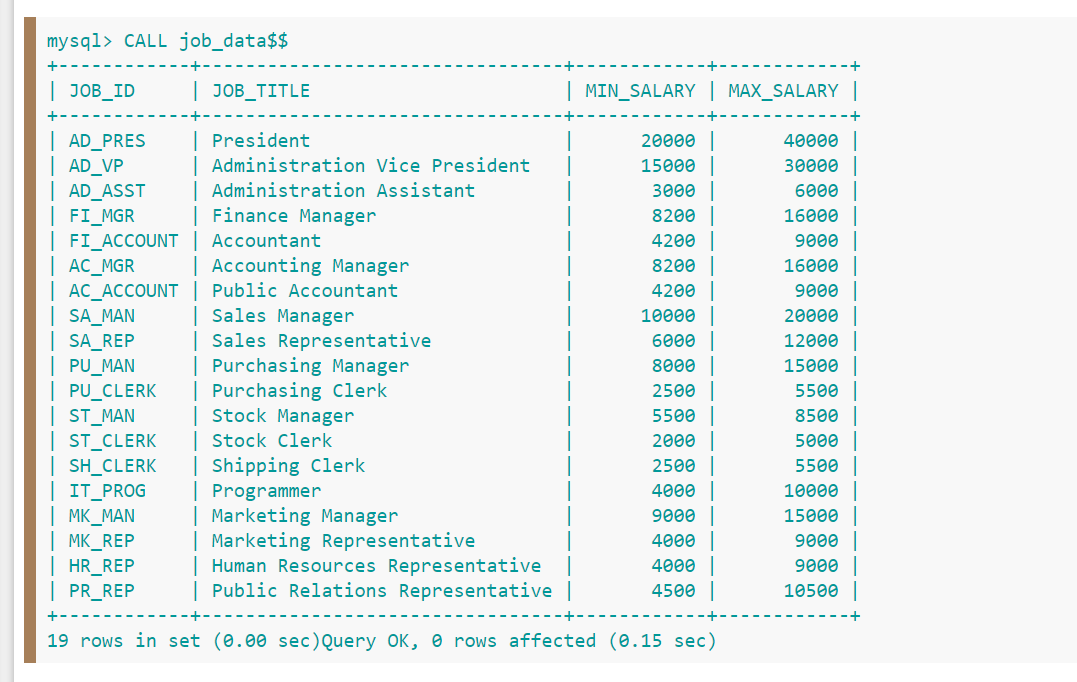 mysql> CALL job_data$$
+------------+---------------------------------+------------+------------+
| JOB_ID     | JOB_TITLE                       | MIN_SALARY | MAX_SALARY |
+------------+---------------------------------+------------+------------+
| AD_PRES    | President                       |      20000 |      40000 |
| AD_VP      | Administration Vice President   |      15000 |      30000 |
| AD_ASST    | Administration Assistant        |       3000 |       6000 |
| FI_MGR     | Finance Manager                 |       8200 |      16000 |
| FI_ACCOUNT | Accountant                      |       4200 |       9000 |
| AC_MGR     | Accounting Manager              |       8200 |      16000 |
| AC_ACCOUNT | Public Accountant               |       4200 |       9000 |
| SA_MAN     | Sales Manager                   |      10000 |      20000 |
| SA_REP     | Sales Representative            |       6000 |      12000 |
| PU_MAN     | Purchasing Manager              |       8000 |      15000 |
| PU_CLERK   | Purchasing Clerk                |       2500 |       5500 |
| ST_MAN     | Stock Manager                   |       5500 |       8500 |
| ST_CLERK   | Stock Clerk                     |       2000 |       5000 |
| SH_CLERK   | Shipping Clerk                  |       2500 |       5500 |
| IT_PROG    | Programmer                      |       4000 |      10000 |
| MK_MAN     | Marketing Manager               |       9000 |      15000 |
| MK_REP     | Marketing Representative        |       4000 |       9000 |
| HR_REP     | Human Resources Representative  |       4000 |       9000 |
| PR_REP     | Public Relations Representative |       4500 |      10500 |
+------------+---------------------------------+------------+------------+
19 rows in set (0.00 sec)Query OK, 0 rows affected (0.15 sec)